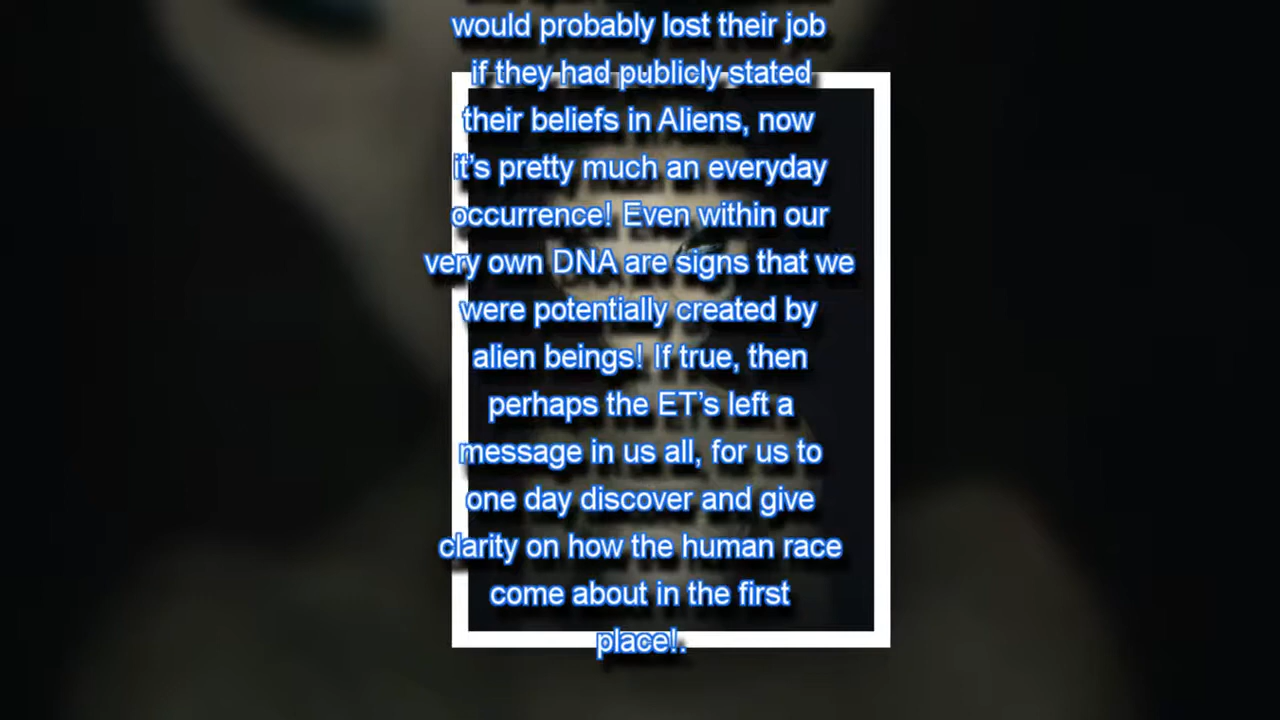 would probably lost their job
if they had publicly stated
their beliefs in Aliens, now
it’s pretty much an everyday
occurrence! Even within our
very own DNA are signs that we
were potentially created by
alien beings! If true, then
perhaps the ET’s left a
message in us all, for us to
one day discover and give
clarity on how the human race
come about in the first
place!.